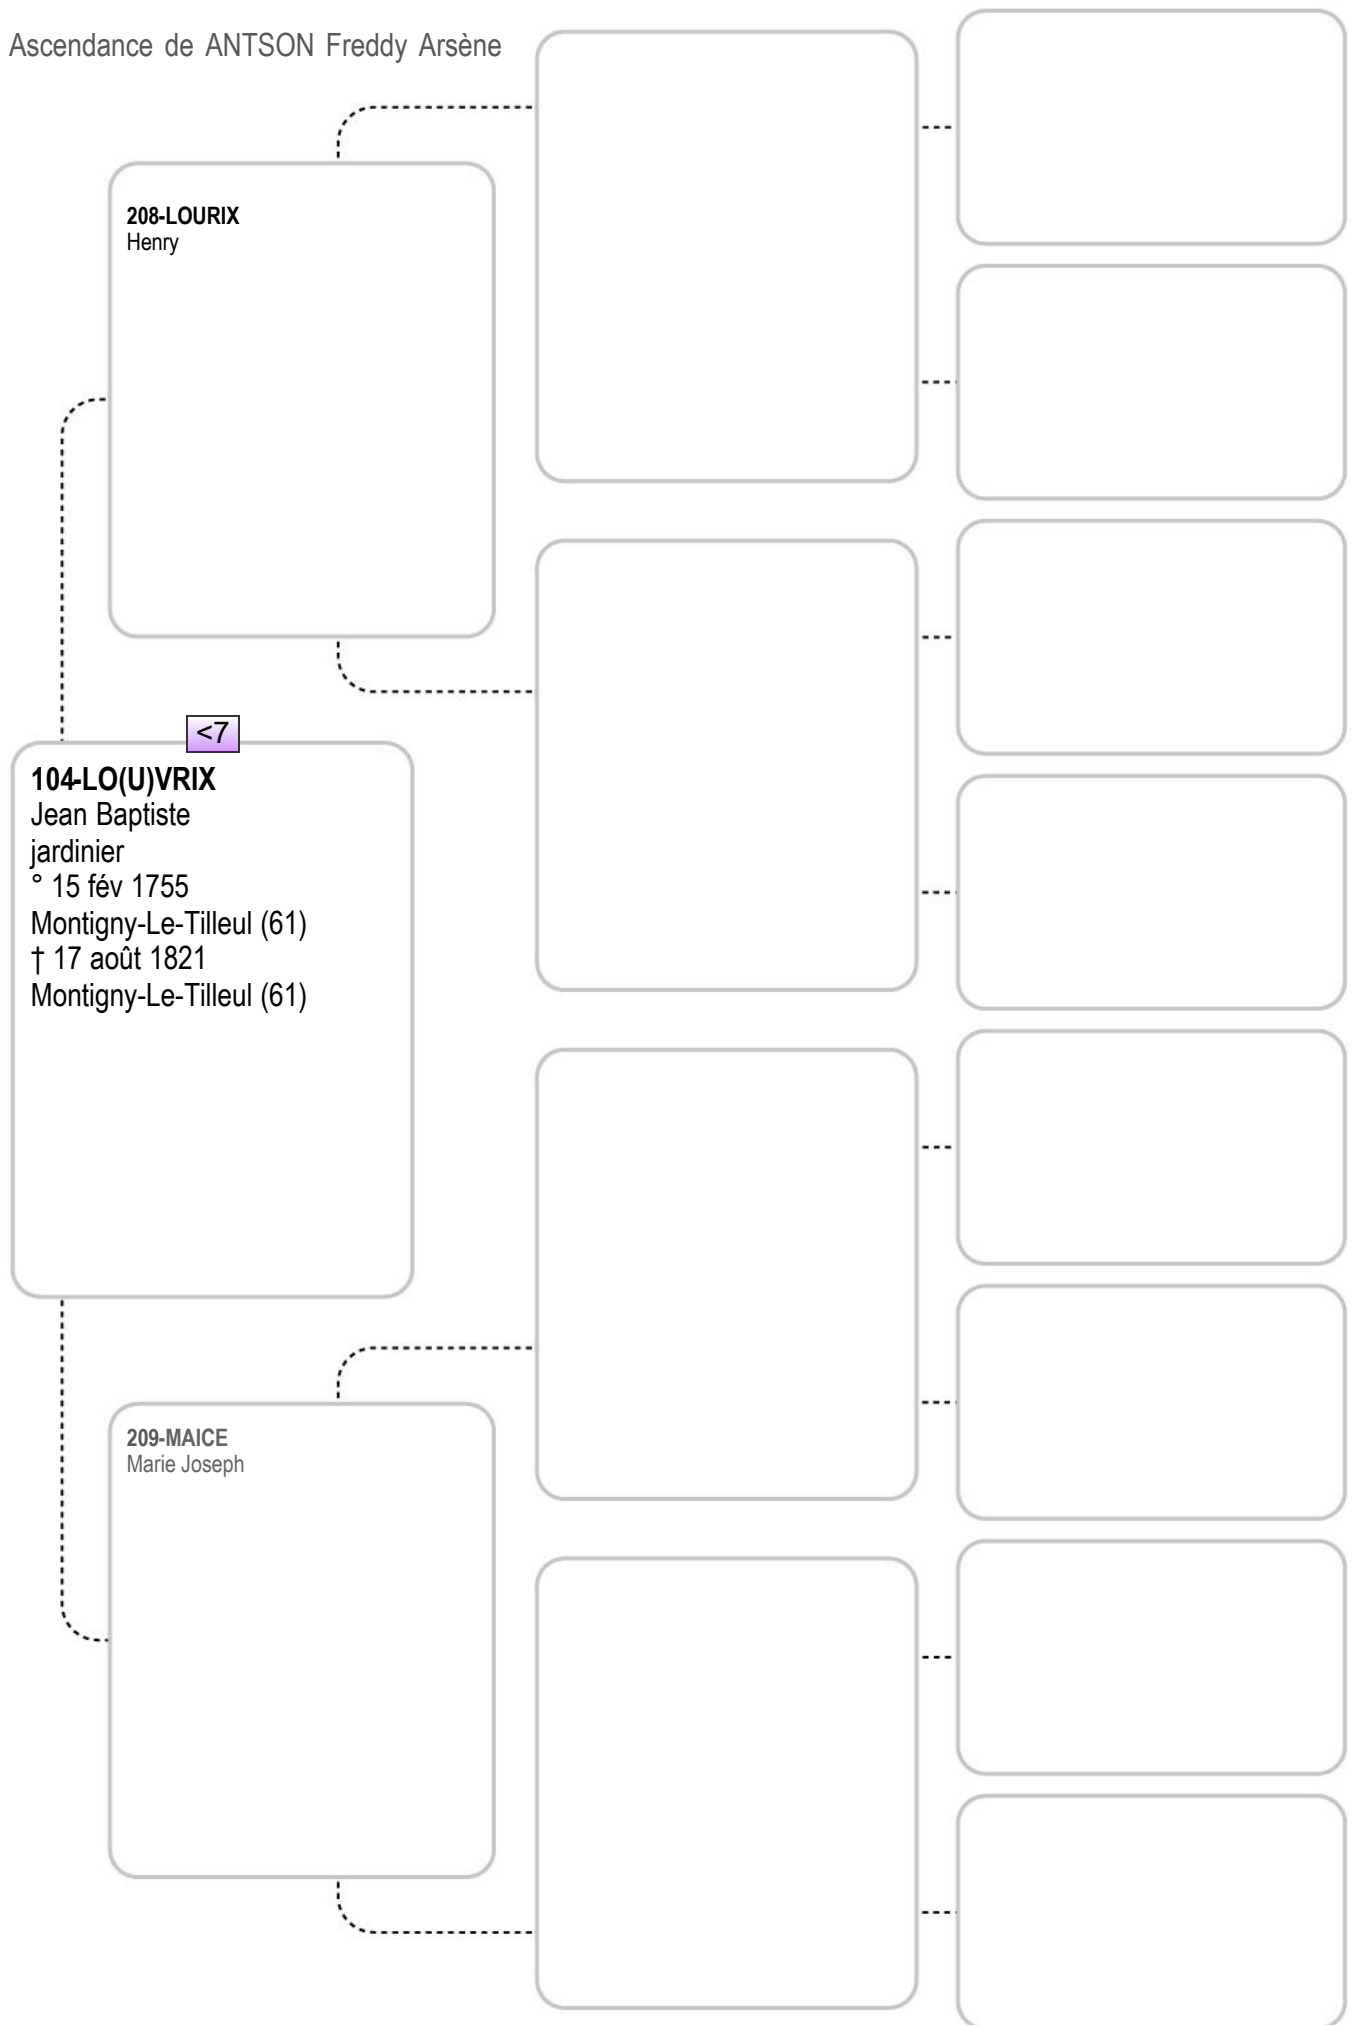 Ascendance de ANTSON Freddy Arsène
208-LOURIX
Henry
<7
104-LO(U)VRIX
Jean Baptiste
jardinier
° 15 fév 1755
Montigny-Le-Tilleul (61)
† 17 août 1821
Montigny-Le-Tilleul (61)
209-MAICE
Marie Joseph